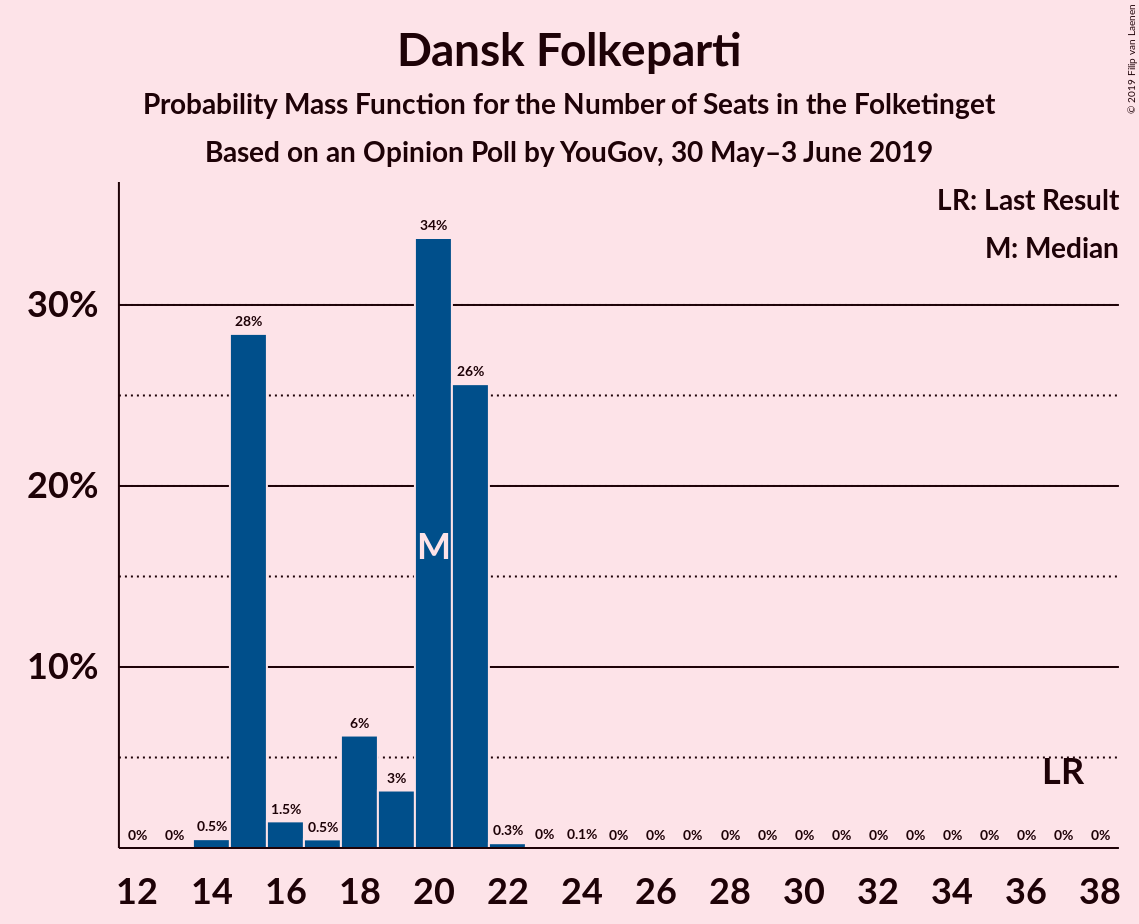 Dansk Folkeparti
Probability Mass Function for the Number of Seats in the Folketinget
Based on an Opinion Poll by YouGov, 30 May–3 June 2019
© 2019 Filip van Laenen
LR: Last Result
M: Median
34%
30%
28%
26%
20%
M
10%
6%
LR
3%
1.5%
0% 0% 0.5% 0.5% 0.3% 0% 0.1% 0% 0% 0% 0% 0% 0% 0% 0% 0% 0% 0% 0% 0% 0%
12 14 16 18 20 22 24 26 28 30 32 34 36 38